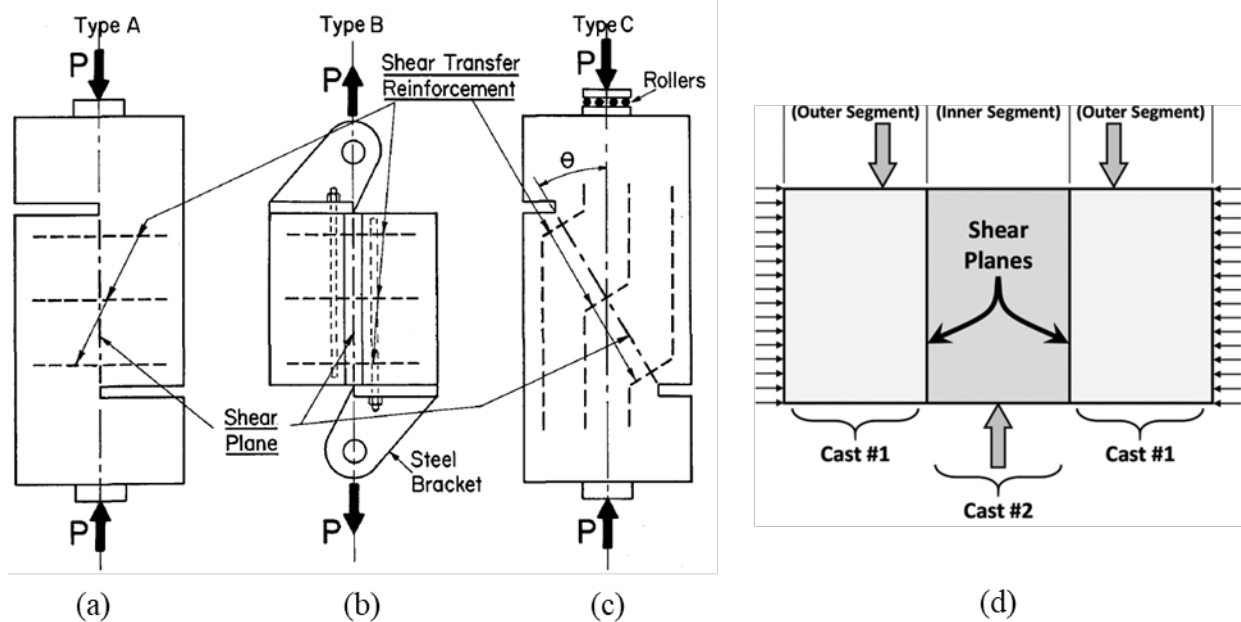 Type A
P
P
(a)
Type B
P
Shear Transfer
Reinforcement
Shear
Plane
Steel
Bracket
P
(b)
Type C
P
Rollers
θ
P
(c)
(Outer Segment)
(Inner Segment)
(Outer Segment)
Shear
Planes
Cast #1
Cast #1
Cast #2
(d)